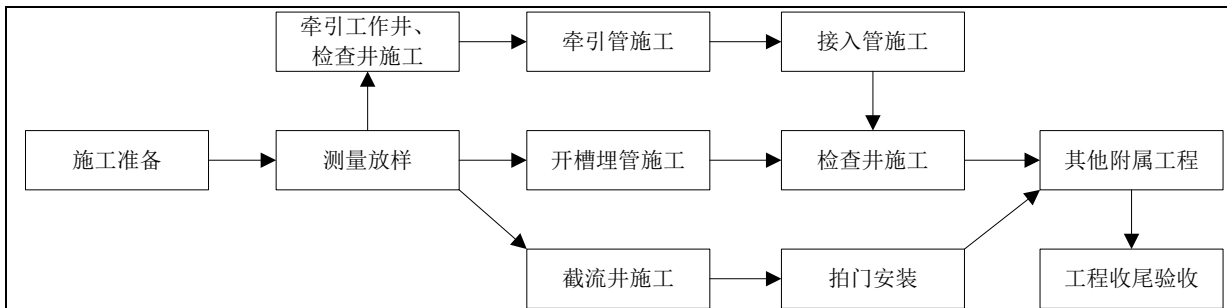 牵引工作井、
检查井施工
牵引管施工
接入管施工
施工准备
测量放样
开槽埋管施工
检查井施工
其他附属工程
截流井施工
拍门安装
工程收尾验收